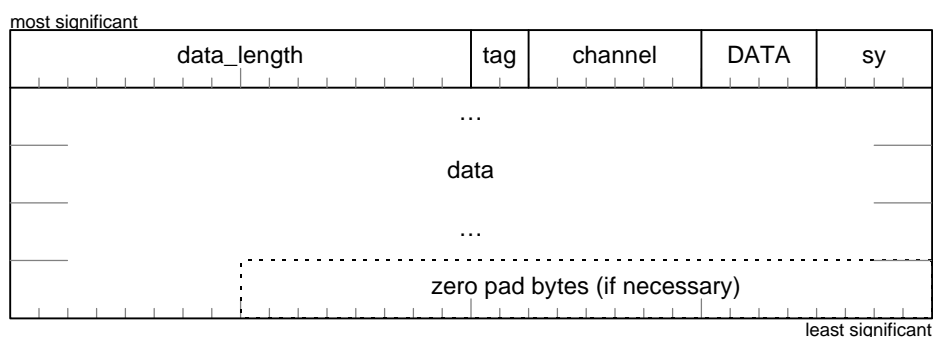 most significant
data_length tag channel DATA sy
...
data
...
zero pad bytes (if necessary)
least significant